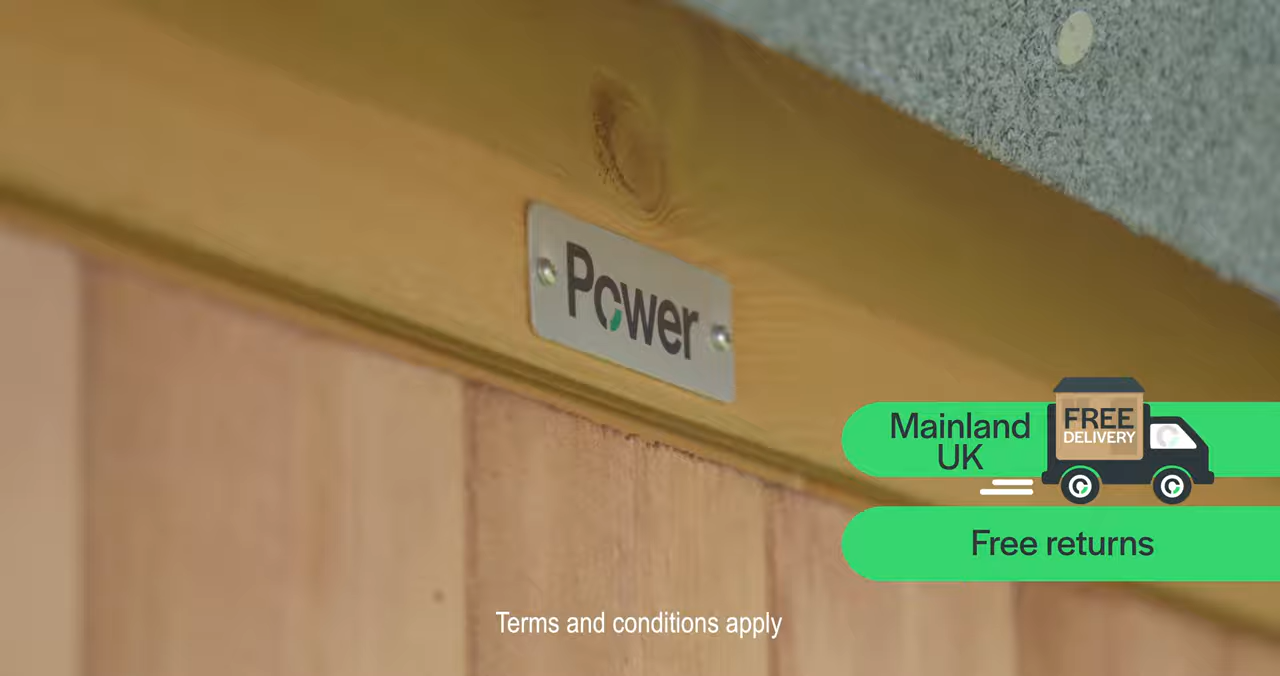 Power
Mainland
UK
FREE
DELIVERY
Free returns
Terms and conditions apply